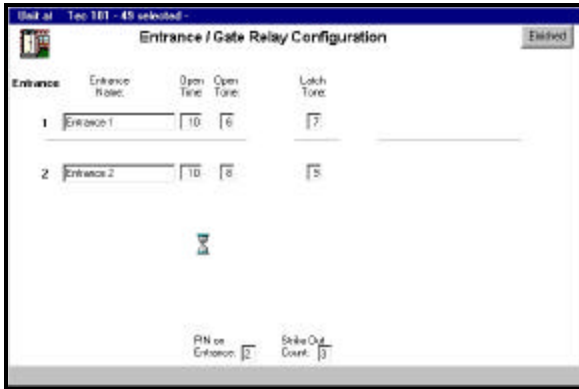 Unit at Tec 101 - 49 selected -
Entrance / Gate Relay Configuration
Finished
Entrance
Entrance Name:
Open Time
Open Tone:
Latch Tone:
1 Entrance 1 10 6 7
2 Entrance 2 10 8 9
PIN on Entrance: 2
Strike Out Count: 3